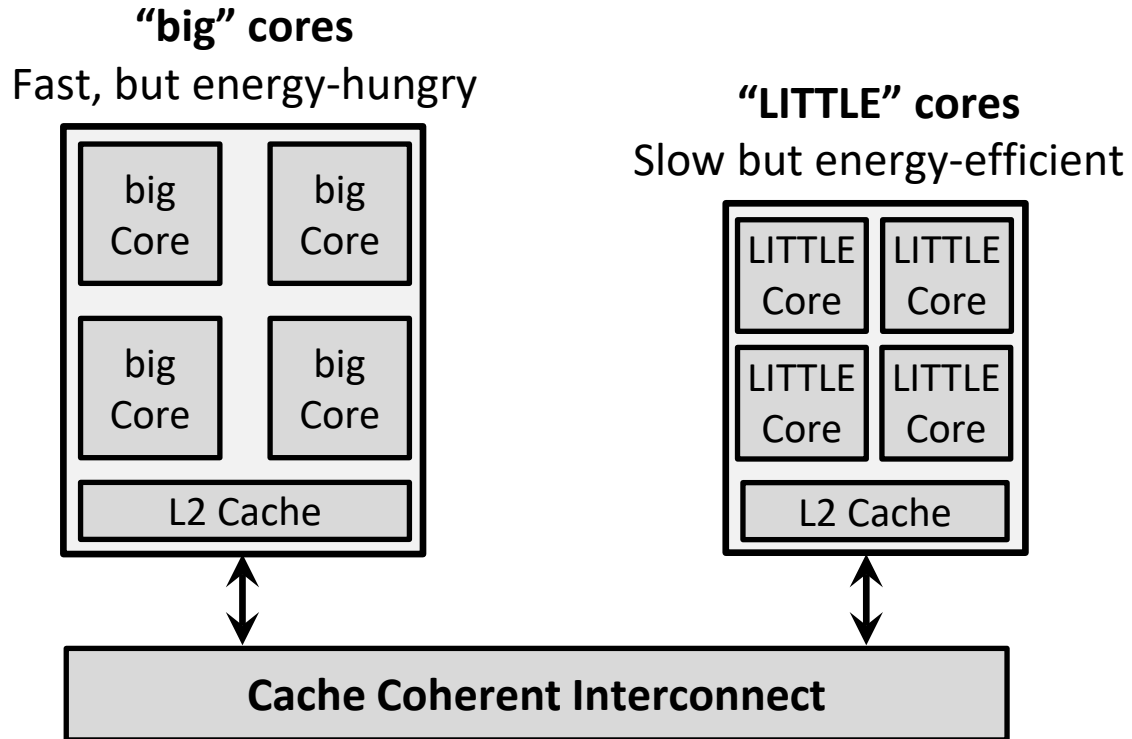 “big” cores
Fast, but energy-hungry
big
Core
big
Core
big
Core
big
Core
L2 Cache
“LITTLE” cores
Slow but energy-efficient
LITTLE
Core
LITTLE
Core
LITTLE
Core
LITTLE
Core
L2 Cache
Cache Coherent Interconnect